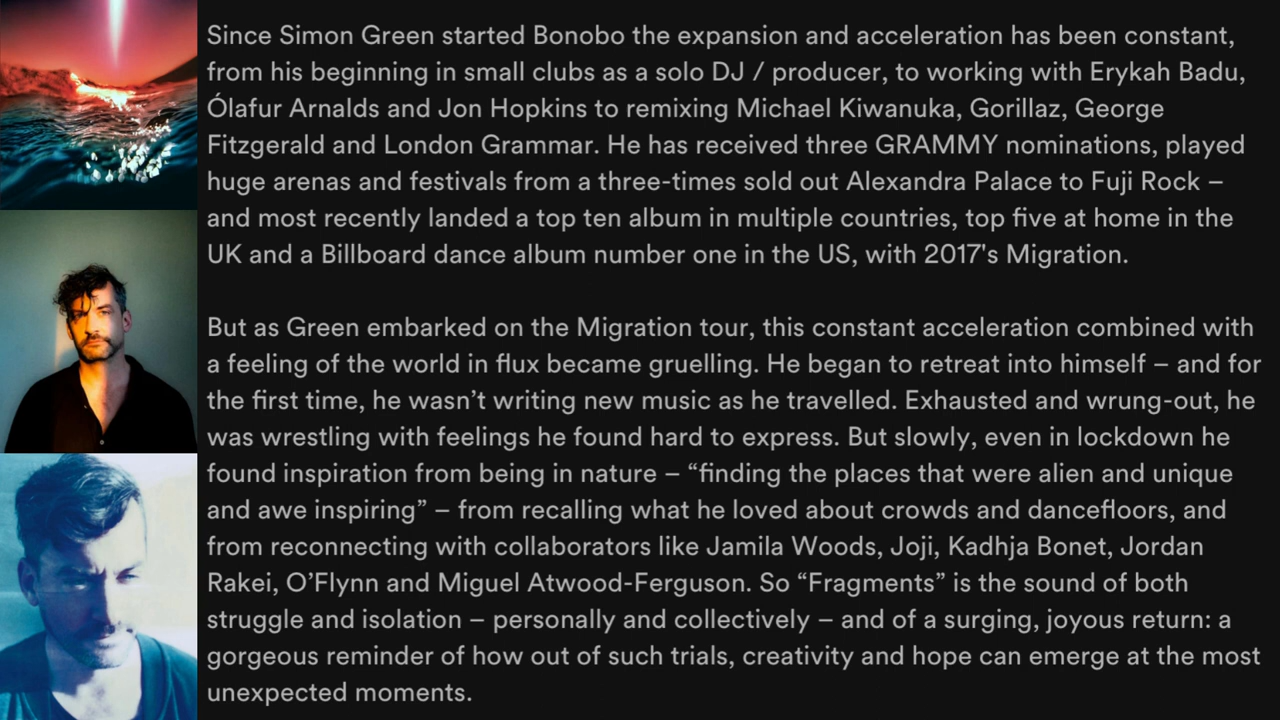 Since Simon Green started Bonobo the expansion and acceleration has been constant,
from his beginning in small clubs as a solo DJ / producer, to working with Erykah Badu,
Ólafur Arnalds and Jon Hopkins to remixing Michael Kiwanuka, Gorillaz, George
Fitzgerald and London Grammar. He has received three GRAMMY nominations, played
huge arenas and festivals from a three-times sold out Alexandra Palace to Fuji Rock –
and most recently landed a top ten album in multiple countries, top five at home in the
UK and a Billboard dance album number one in the US, with 2017's Migration.
But as Green embarked on the Migration tour, this constant acceleration combined with
a feeling of the world in flux became gruelling. He began to retreat into himself – and for
the first time, he wasn’t writing new music as he travelled. Exhausted and wrung-out, he
was wrestling with feelings he found hard to express. But slowly, even in lockdown he
found inspiration from being in nature – “finding the places that were alien and unique
and awe inspiring” – from recalling what he loved about crowds and dancefloors, and
from reconnecting with collaborators like Jamila Woods, Joji, Kadhja Bonet, Jordan
Rakei, O’Flynn and Miguel Atwood-Ferguson. So “Fragments” is the sound of both
struggle and isolation – personally and collectively – and of a surging, joyous return: a
gorgeous reminder of how out of such trials, creativity and hope can emerge at the most
unexpected moments.